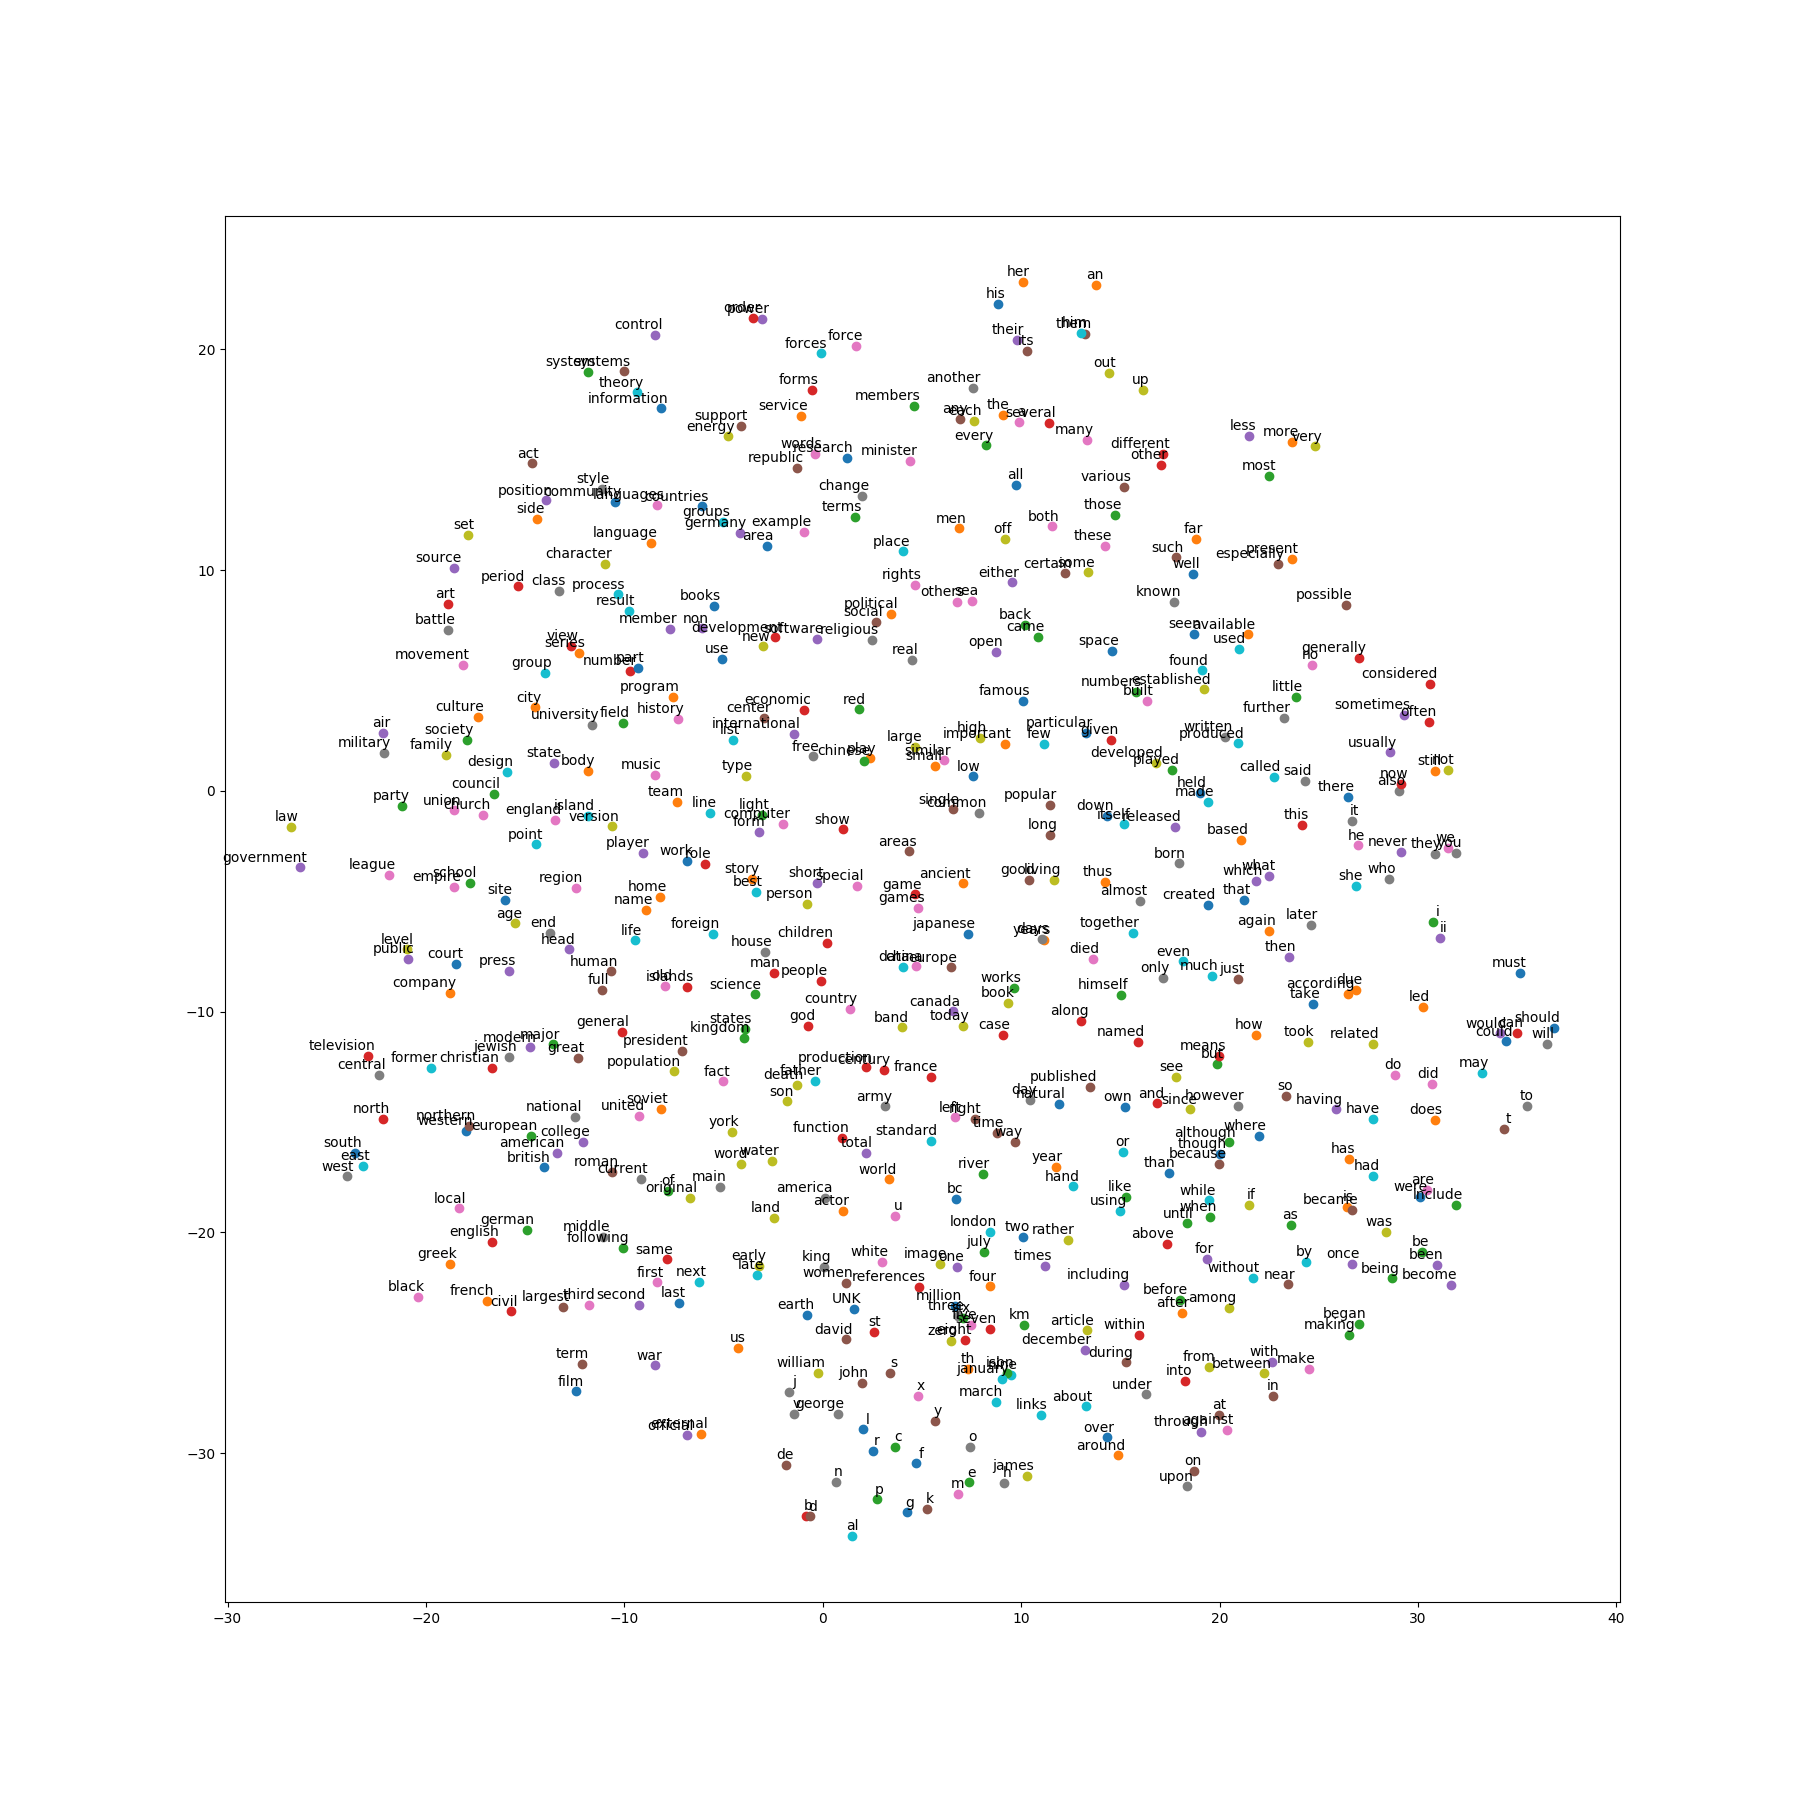 her
an
his
order
power
control
him
them
their
its
force
forces
out
system
systems
another
up
theory
forms
information
members
service
any
each
the
a
several
support
energy
many
less
more
very
every
different
other
words
research
minister
republic
act
most
all
various
style
change
position
community
languages
countries
side
terms
those
groups
germany
example
men
both
set
language
area
off
these
far
place
such
especially
present
character
well
source
certain
some
rights
either
period
class
process
others
sea
known
possible
art
result
books
political
social
back
battle
member
non
development
software
religious
came
seen
available
view
series
new
open
space
used
generally
no
movement
group
number
part
use
real
found
considered
program
numbers
built
established
little
economic
red
famous
city
culture
university
field
history
center
further
sometimes
often
air
society
list
international
high
important
particular
few
given
written
produced
military
family
large
usually
state
free
chinese
play
similar
small
developed
played
design
body
music
type
low
called
said
still
not
council
now
also
party
union
church
team
held
made
there
england
island
version
line
light
computer
form
single
common
popular
down
itself
released
it
law
show
this
point
long
based
he
never
they
we
you
player
work
role
areas
born
government
league
empire
school
region
story
best
short
special
ancient
good
living
thus
what
which
she
who
site
home
name
person
game
games
almost
created
that
age
end
life
foreign
children
japanese
years
days
together
again
later
i
ii
level
public
court
head
house
died
even
then
press
human
man
people
china
europe
only
much
just
must
company
full
old
islands
science
country
works
book
himself
according
due
take
canada
led
general
states
kingdom
god
band
today
case
along
named
how
took
related
would
can
should
could
will
television
modern
major
jewish
great
president
means
but
central
former
christian
population
fact
production
century
father
death
france
published
see
do
did
may
son
army
day
natural
own
and
since
however
so
having
have
does
to
north
national
united
soviet
left
right
t
northern
western
european
college
york
function
standard
time
way
although
where
south
east
west
american
british
total
or
though
because
has
had
roman
current
word
water
world
river
year
hand
than
of
original
main
america
bc
like
using
while
when
if
became
is
are
were
include
local
actor
u
land
until
as
was
german
english
middle
following
london
two
rather
above
be
been
greek
same
early
late
king
white
image
one
july
times
for
by
once
first
next
women
references
four
including
without
near
being
become
black
french
civil
largest
third
second
last
earth
UNK
million
three
six
five
seven
before
after
among
david
st
zero
eight
km
article
within
began
making
us
december
during
term
war
william
john
s
th
isbn
nine
january
from
between
with
make
film
j
x
into
in
v
george
y
march
links
about
under
at
external
official
l
r
c
f
o
over
around
through
against
de
n
e
h
james
on
upon
b
d
p
g
k
m
al
20
10
0
−10
−20
−30
−30
−20
−10
0
10
20
30
40